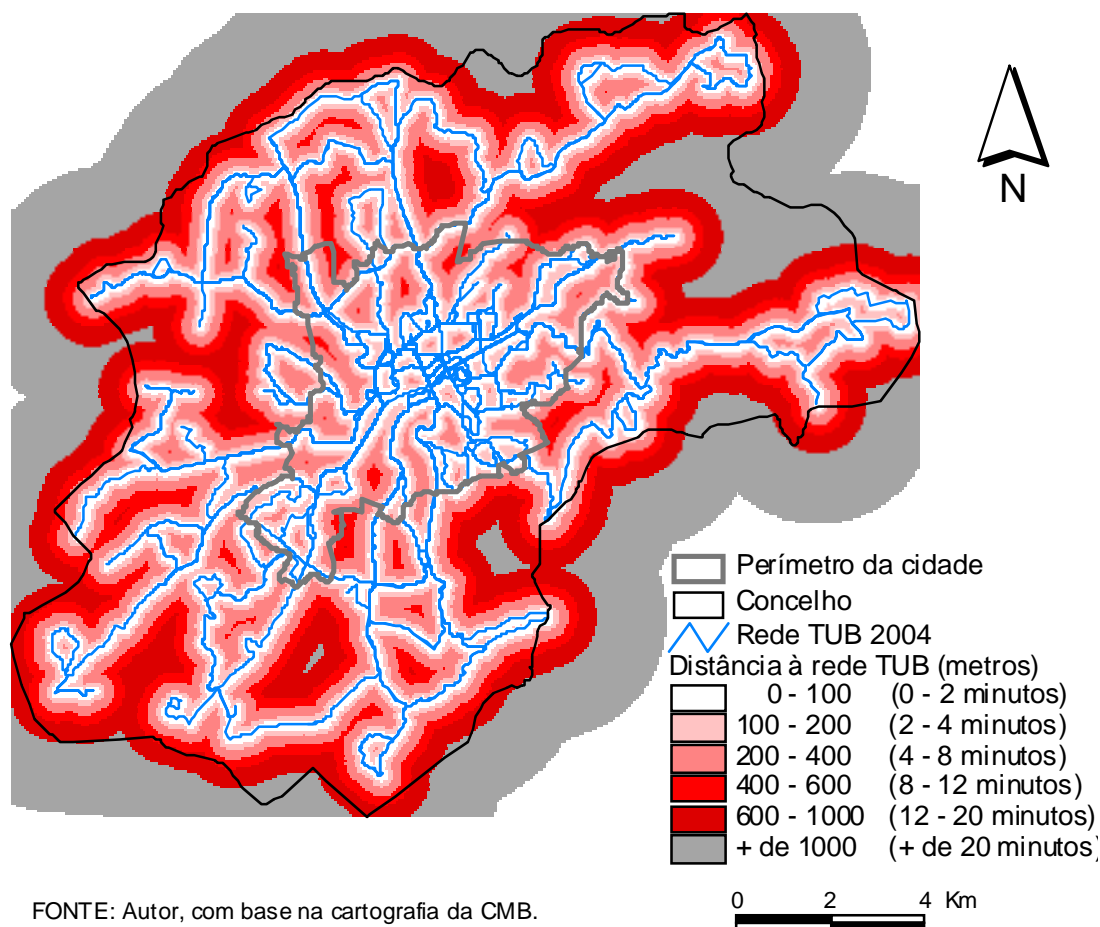 N
Perímetro da cidade
Concelho
Rede TUB 2004
Distância à rede TUB (metros)
0 - 100 (0 - 2 minutos)
100 - 200 (2 - 4 minutos)
200 - 400 (4 - 8 minutos)
400 - 600 (8 - 12 minutos)
600 - 1000 (12 - 20 minutos)
+ de 1000 (+ de 20 minutos)
0 2 4 Km
FONTE: Autor, com base na cartografia da CMB.